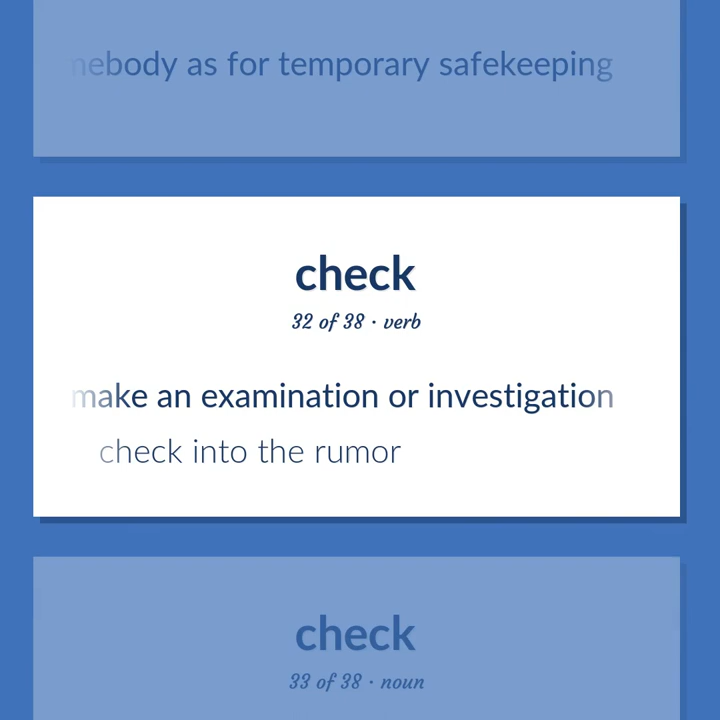 body as for temporary safekeeping
check
32 of 38 · verb
make an examination or investigation
check into the rumor
check
33 of 38 · noun